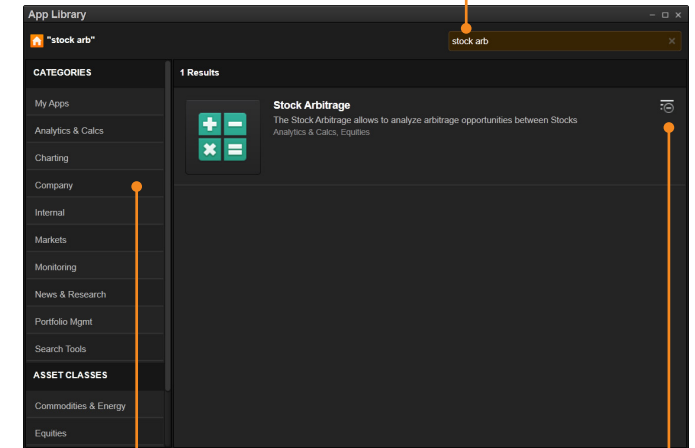 App Library
"stock arb"
stock arb
CATEGORIES
1 Results
My Apps
Analytics & Calcs
Charting
Company
Internal
Markets
Monitoring
News & Research
Portfolio Mgmt
Search Tools
ASSET CLASSES
Commodities & Energy
Equities
Stock Arbitrage
The Stock Arbitrage allows to analyze arbitrage opportunities between Stocks
Analytics & Calcs, Equities